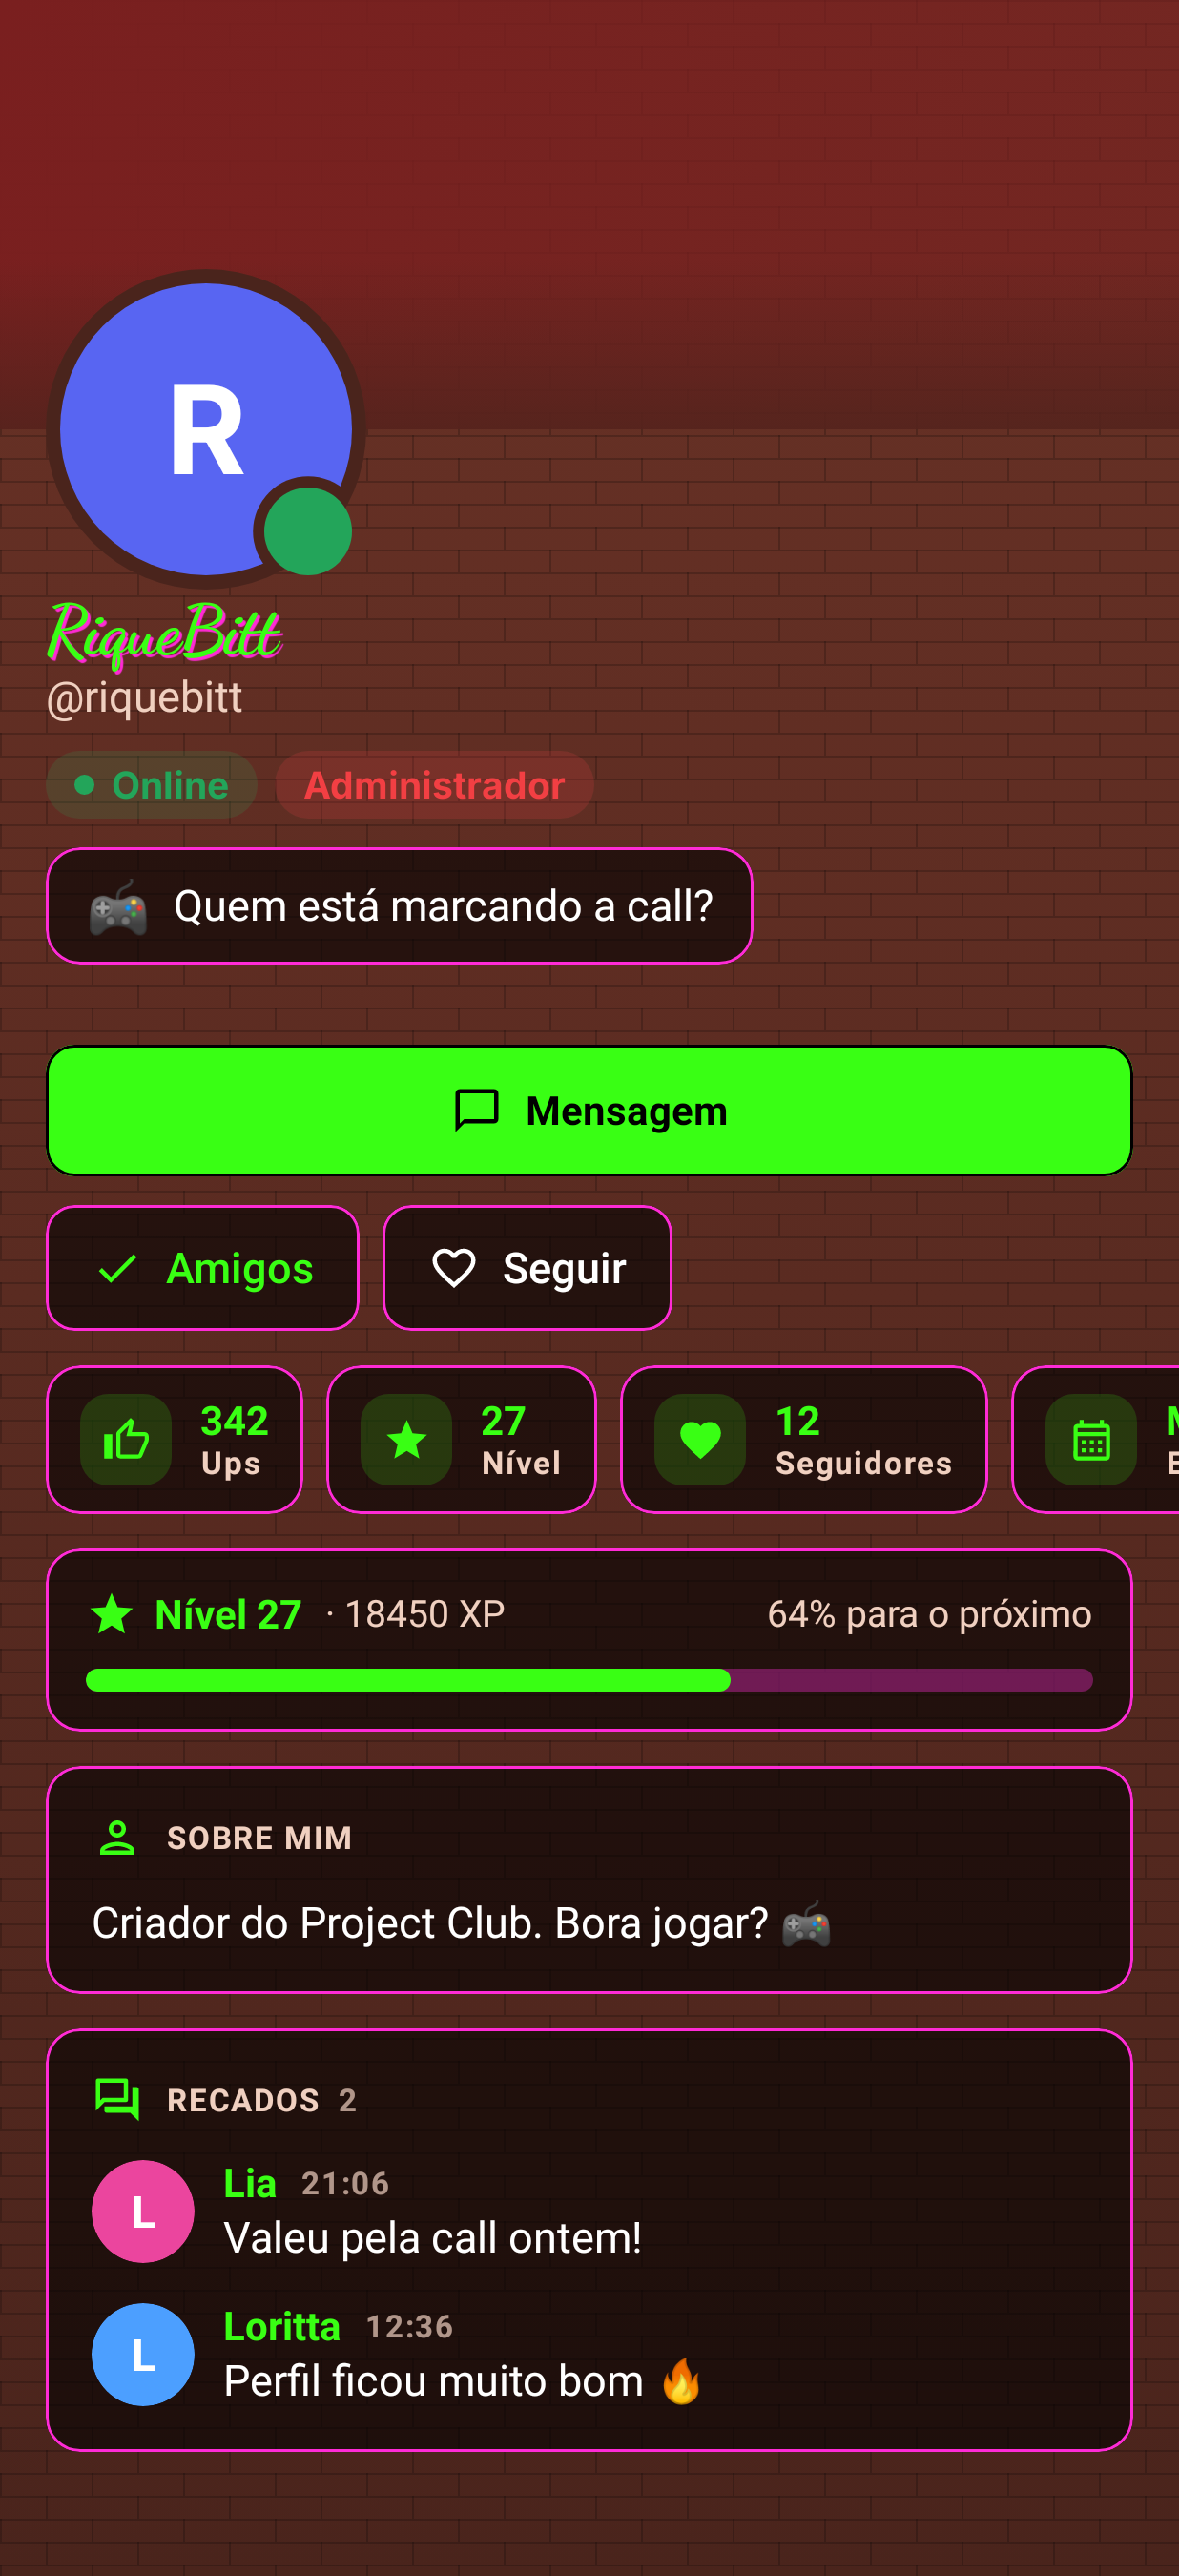 R
RiqueBitt
@riquebitt
Online Administrador
🎮 Quem está marcando a call?
Mensagem
Amigos Seguir
342 27 12
Ups Nível Seguidores
Nível 27 · 18450 XP 64% para o próximo
SOBRE MIM
Criador do Project Club. Bora jogar? 🎮
RECADOS 2
L Lia 21:06
Valeu pela call ontem!
L Loritta 12:36
Perfil ficou muito bom 🔥